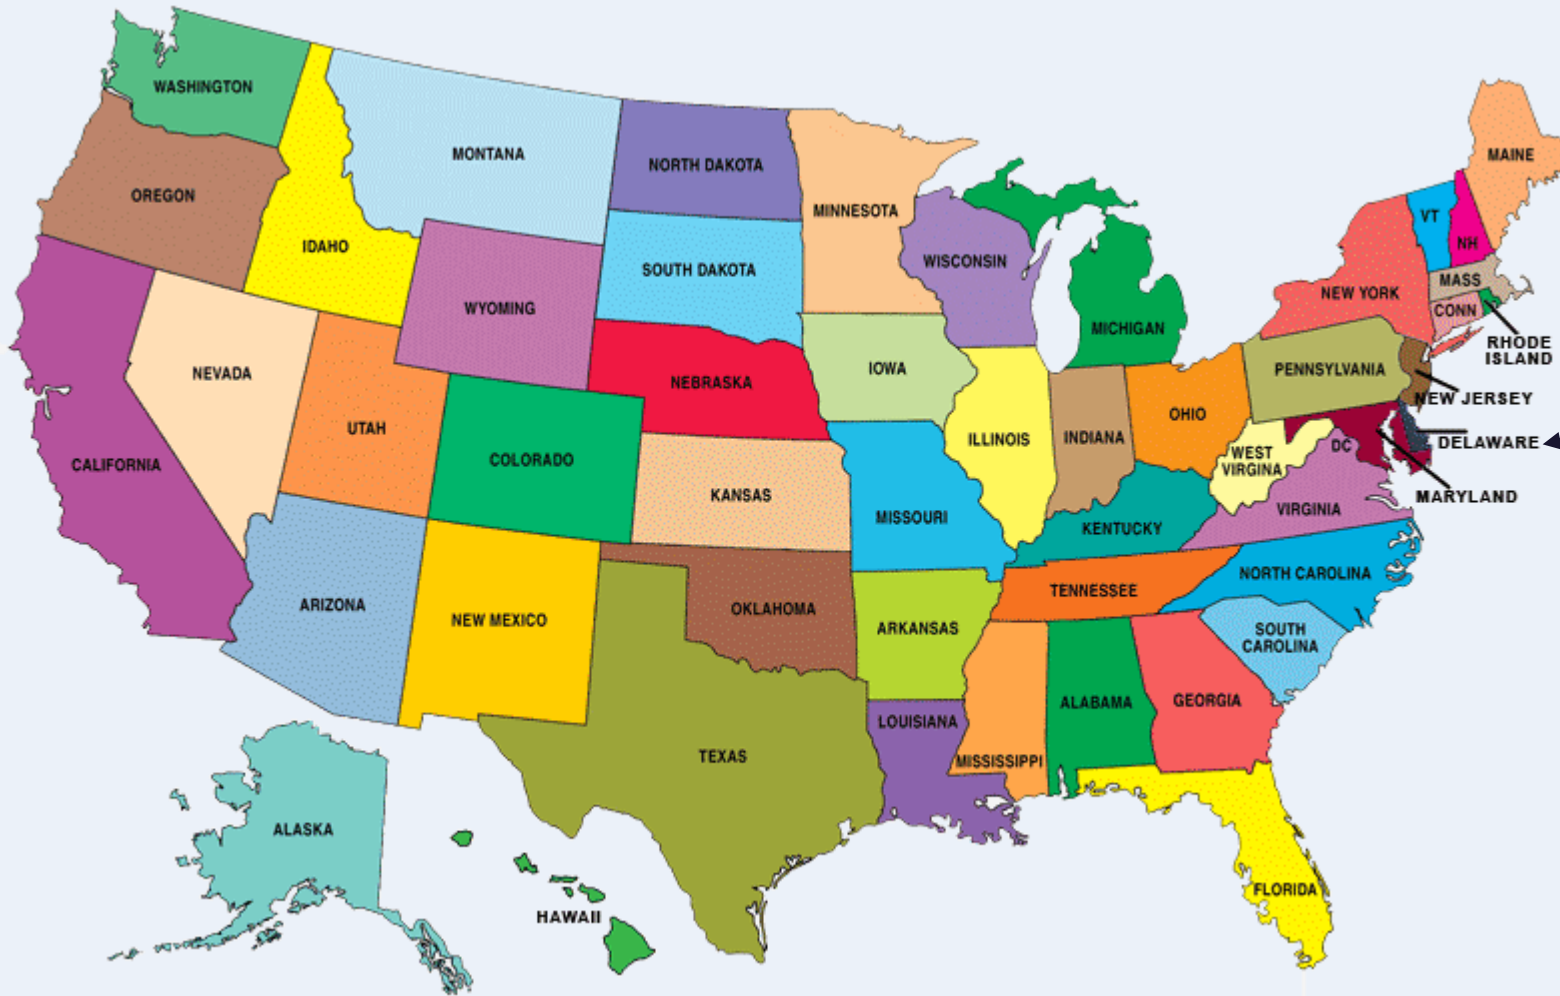 WASHINGTON
MONTANA
NORTH DAKOTA
MINNESOTA
MAINE
OREGON
IDAHO
VT
NH
WISCONSIN
SOUTH DAKOTA
WYOMING
MICHIGAN
NEW YORK
MASS
CONN
RHODE
ISLAND
NEVADA
NEBRASKA
IOWA
PENNSYLVANIA
NEW JERSEY
UTAH
COLORADO
ILLINOIS
INDIANA
OHIO
DELAWARE
DC
WEST
VIRGINA
MARYLAND
CALIFORNIA
KANSAS
MISSOURI
KENTUCKY
VIRGINIA
ARIZONA
NEW MEXICO
OKLAHOMA
ARKANSAS
TENNESSEE
NORTH CAROLINA
SOUTH
CAROLINA
TEXAS
LOUISIANA
MISSISSIPPI
ALABAMA
GEORGIA
ALASKA
HAWAII
FLORIDA